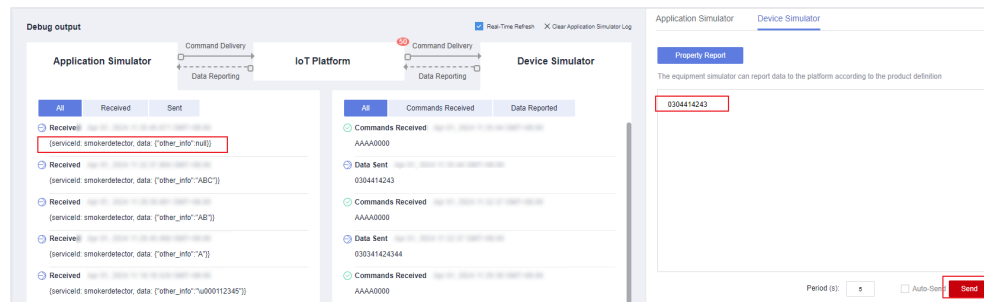 Debug output
Real-Time Refresh
Clear Application Simulator Log
Application Simulator
Command Delivery
Data Reporting
IoT Platform
50
Command Delivery
Data Reporting
Device Simulator
All
Received
Sent
Received
{serviceId: smokerdetector, data: {"other_info":null}}
Received
{serviceId: smokerdetector, data: {"other_info":"ABC"}}
Received
{serviceId: smokerdetector, data: {"other_info":"AB"}}
Received
{serviceId: smokerdetector, data: {"other_info":"A"}}
Received
{serviceId: smokerdetector, data: {"other_info":"\u000112345"}}
All
Commands Received
Data Reported
Commands Received
AAAA0000
Data Sent
0304414243
Commands Received
AAAA0000
Data Sent
030341424344
Commands Received
AAAA0000
Application Simulator
Device Simulator
Property Report
The equipment simulator can report data to the platform according to the product definition
0304414243
Period (s):
5
Auto-Send
Send